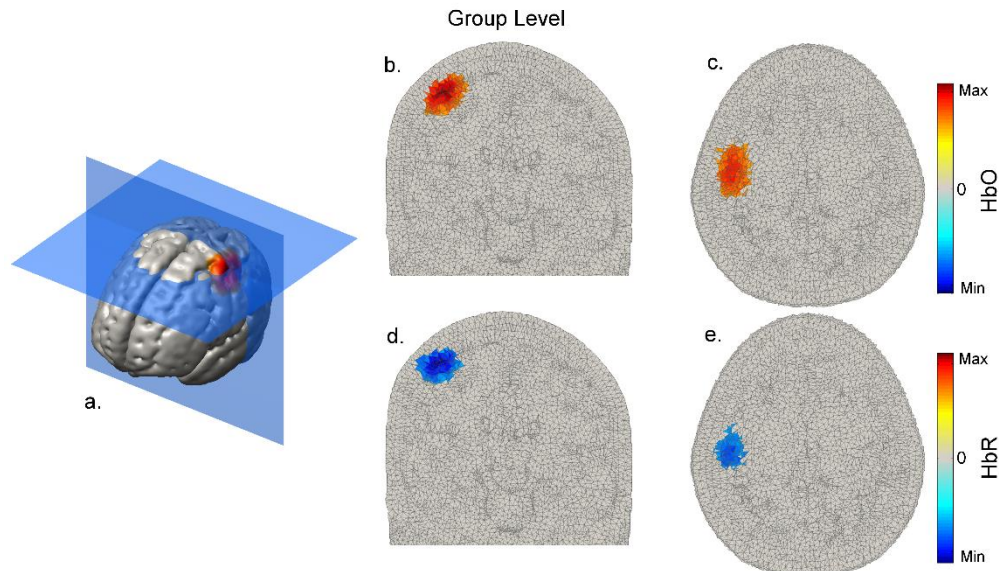 Group Level
b.
c.
Max
0
HbO
Min
a.
d.
e.
Max
0
HbR
Min